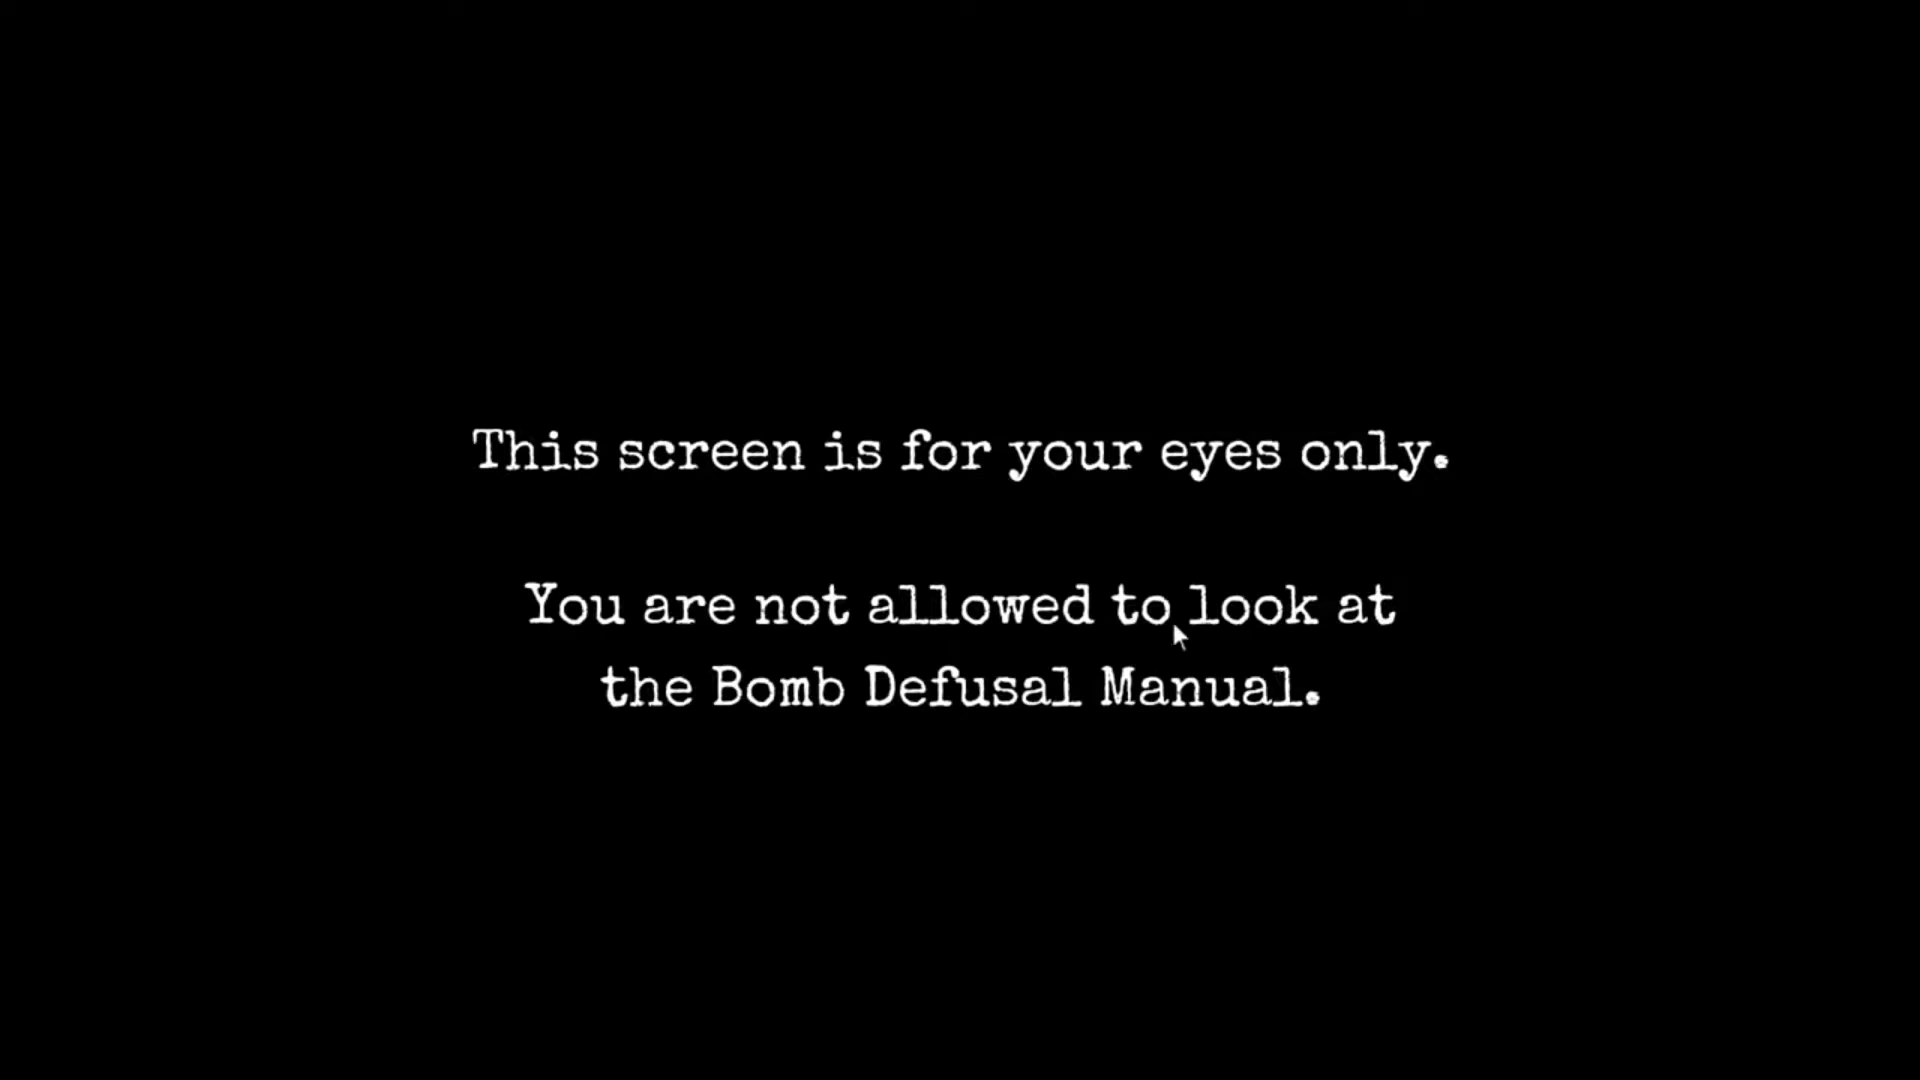 This screen is for your eyes only.
You are not allowed to look at
the Bomb Defusal Manual.